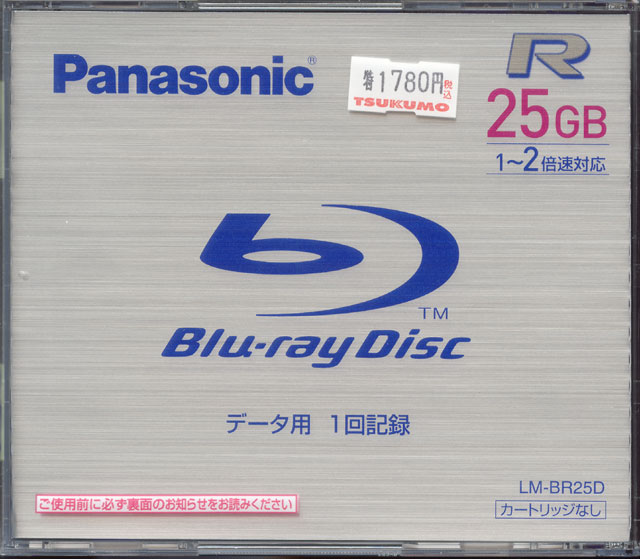 Panasonic®
特 1780円 税込
TSUKUMO
R
25GB
1〜2倍速対応
TM
Blu-ray Disc
データ用 1回記録
LM-BR25D
カートリッジなし
ご使用前に必ず裏面のお知らせをお読みください